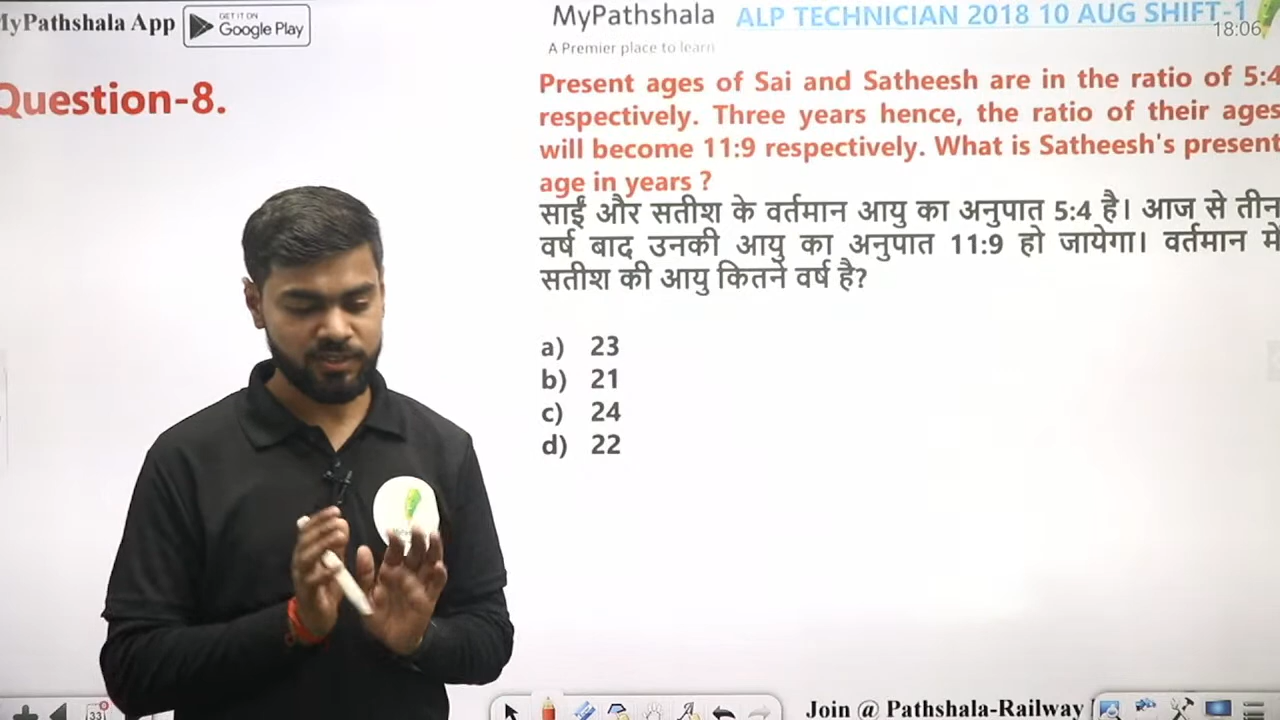 MyPathshala App
GET IT ON
Google Play
MyPathshala
A Premier place to learn
ALP TECHNICIAN 2018 10 AUG SHIFT-1
18:06
Question-8.
Present ages of Sai and Satheesh are in the ratio of 5:4
respectively. Three years hence, the ratio of their ages
will become 11:9 respectively. What is Satheesh's present
age in years ?
साईं और सतीश के वर्तमान आयु का अनुपात 5:4 है। आज से तीन
वर्ष बाद उनकी आयु का अनुपात 11:9 हो जायेगा। वर्तमान में
सतीश की आयु कितने वर्ष है?
a) 23
b) 21
c) 24
d) 22
33
Join @ Pathshala-Railway